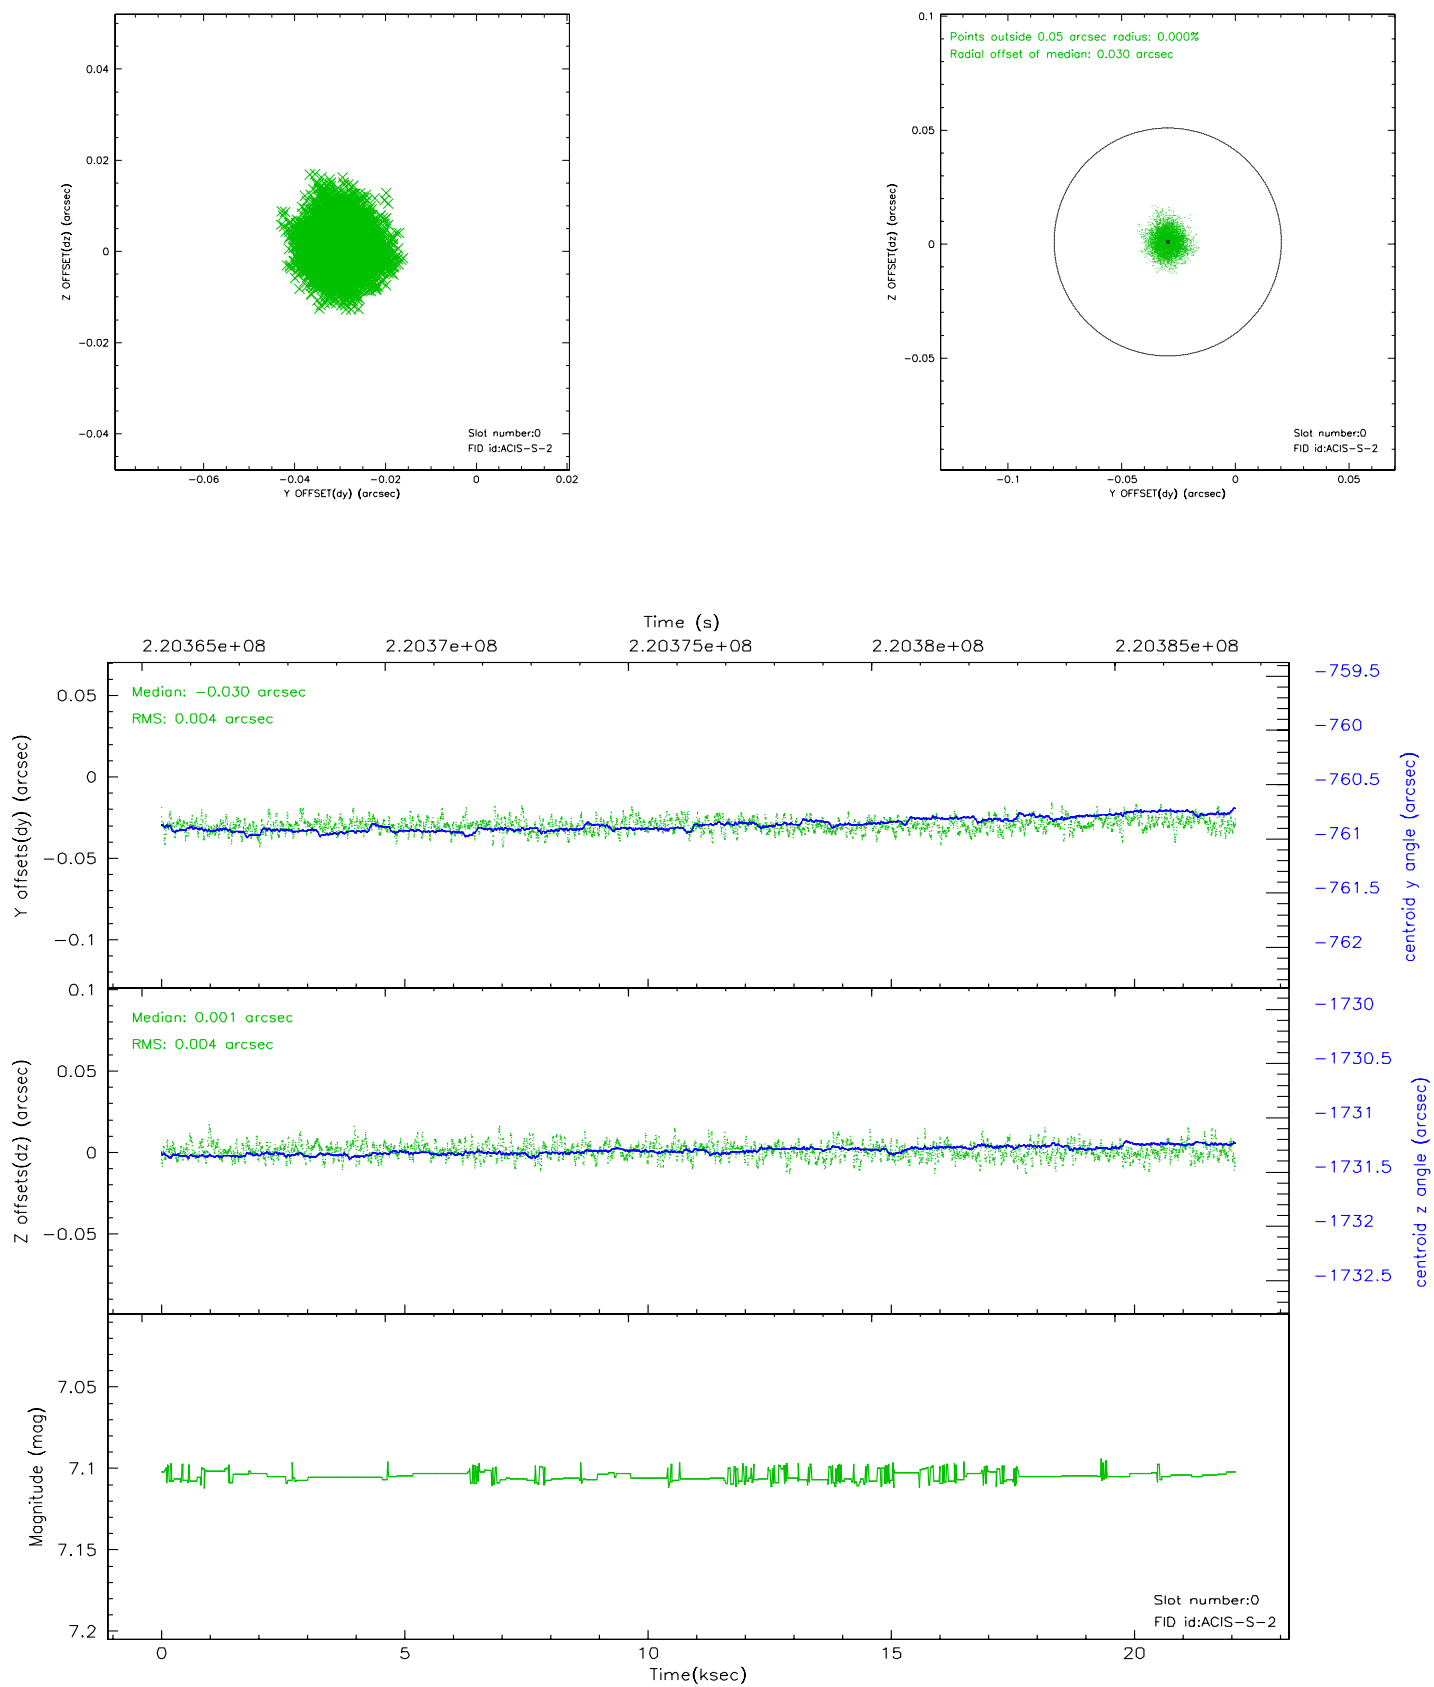 0.04
0.02
0
-0.02
-0.04
Z OFFSET(dz) (arcsec)
-0.06 -0.04 -0.02 0 0.02
Y OFFSET(dy) (arcsec)
Slot number:0
FID id:ACIS-S-2
Points outside 0.05 arcsec radius: 0.000%
Radial offset of median: 0.030 arcsec
0.1
0.05
0
-0.05
Z OFFSET(dz) (arcsec)
-0.1 -0.05 0 0.05
Y OFFSET(dy) (arcsec)
Slot number:0
FID id:ACIS-S-2
Time (s)
2.20365e+08 2.2037e+08 2.20375e+08 2.2038e+08 2.20385e+08
Median: -0.030 arcsec
RMS: 0.004 arcsec
0.05
0
-0.05
-0.1
Y offsets(dy) (arcsec)
-759.5
-760
-760.5
-761
-761.5
-762
centroid y angle (arcsec)
Median: 0.001 arcsec
RMS: 0.004 arcsec
0.1
0.05
0
-0.05
Z offsets(dz) (arcsec)
-1730
-1730.5
-1731
-1731.5
-1732
-1732.5
centroid z angle (arcsec)
7.05
7.1
7.15
7.2
Magnitude (mag)
Slot number:0
FID id:ACIS-S-2
0 5 10 15 20
Time(ksec)